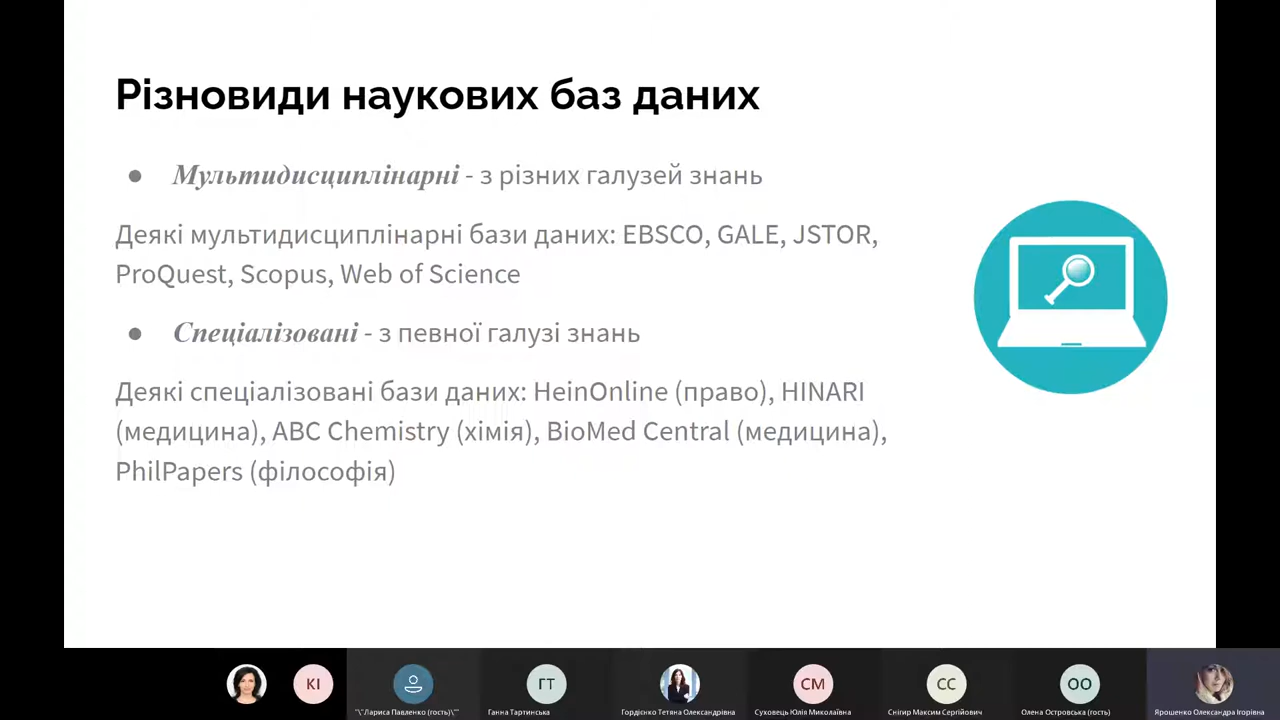 Різновиди наукових баз даних
● Мультидисциплінарні - з різних галузей знань
Деякі мультидисциплінарні бази даних: EBSCO, GALE, JSTOR,
ProQuest, Scopus, Web of Science
● Спеціалізовані - з певної галузі знань
Деякі спеціалізовані бази даних: HeinOnline (право), HINARI
(медицина), ABC Chemistry (хімія), BioMed Central (медицина),
PhilPapers (філософія)
КІ
ГТ
СМ
СС
ОО
"\"Лариса Павленко (гость)\""
Ганна Тартинська
Гордієнко Тетяна Олександрівна
Суховець Юлія Миколаївна
Снігир Максим Сергійович
Олена Островська (гость)
Ярошенко Олександра Ігорівна